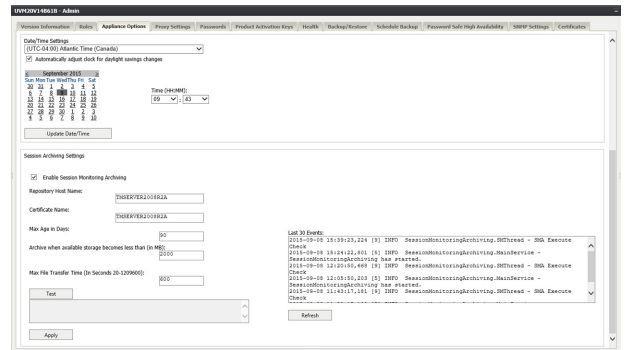 UVM20V14B61B - Admin
Version Information Roles Appliance Options Proxy Settings Passwords Product Activation Keys Health Backup/Restore Schedule Backup Password Safe High Availability SNMP Settings Certificates
Date/Time Settings
(UTC-04:00) Atlantic Time (Canada)
Automatically adjust clock for daylight savings changes
< September 2015 >
Sun Mon Tue Wed Thu Fri Sat
30 31 1 2 3 4 5
6 7 8 9 10 11 12
13 14 15 16 17 18 19
20 21 22 23 24 25 26
27 28 29 30 1 2 3
4 5 6 7 8 9 10
Time (HH:MM):
09 : 43
Update Date/Time
Session Archiving Settings
Enable Session Monitoring Archiving
Repository Host Name:
TMSERVER2008R2A
Certificate Name:
TMSERVER2008R2A
Max Age in Days:
90
Archive when available storage becomes less than (in MB):
2000
Max File Transfer Time (In Seconds 20-1209600):
600
Test
Apply
Last 30 Events:
2015-09-08 15:39:23,224 [9] INFO SessionMonitoringArchiving.SMThread - SMA Execute
Check
2015-09-08 15:24:22,801 [5] INFO SessionMonitoringArchiving.MainService -
SessionMonitoringArchiving has started.
2015-09-08 12:20:50,668 [9] INFO SessionMonitoringArchiving.SMThread - SMA Execute
Check
2015-09-08 12:05:50,203 [5] INFO SessionMonitoringArchiving.MainService -
SessionMonitoringArchiving has started.
2015-09-08 11:43:17,181 [9] INFO SessionMonitoringArchiving.SMThread - SMA Execute
Check
Refresh